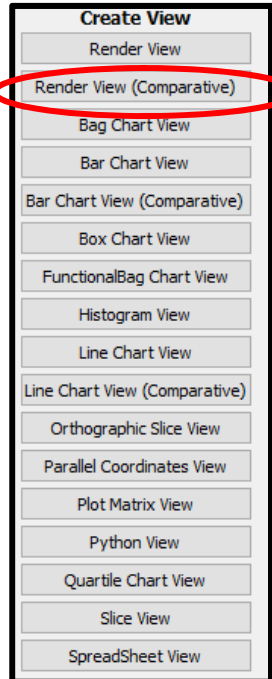 Create View
Render View
Render View (Comparative)
Bag Chart View
Bar Chart View
Bar Chart View (Comparative)
Box Chart View
FunctionalBag Chart View
Histogram View
Line Chart View
Line Chart View (Comparative)
Orthographic Slice View
Parallel Coordinates View
Plot Matrix View
Python View
Quartile Chart View
Slice View
SpreadSheet View